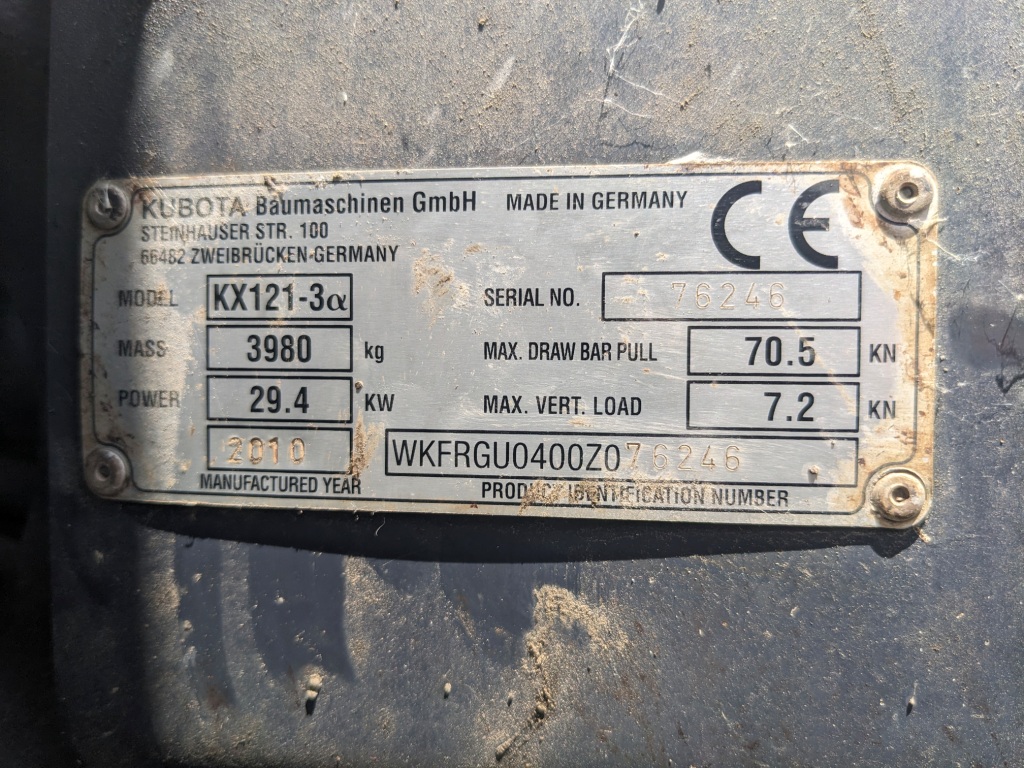 KUBOTA Baumaschinen GmbH MADE IN GERMANY CE
STEINHAUSER STR. 100
66482 ZWEIBRÜCKEN-GERMANY
MODEL KX121-3α SERIAL NO. 76246
MASS 3980 kg MAX. DRAW BAR PULL 70.5 KN
POWER 29.4 KW MAX. VERT. LOAD 7.2 KN
2010 WKFRGU0400Z076246
MANUFACTURED YEAR PRODUCT IDENTIFICATION NUMBER